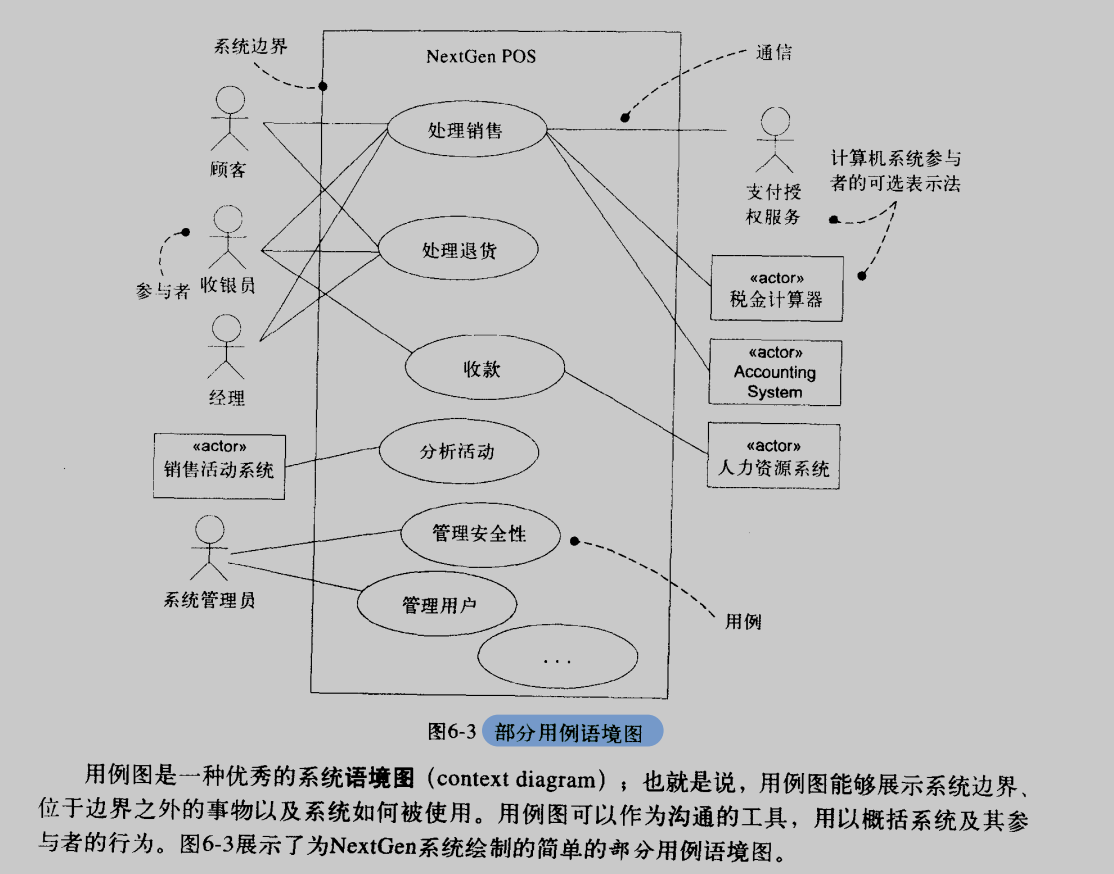 系统边界
NextGen POS
通信
处理销售
顾客
支付授
权服务
计算机系统参与
者的可选表示法
处理退货
参与者
收银员
«actor»
税金计算器
«actor»
Accounting
System
收款
经理
«actor»
销售活动系统
分析活动
«actor»
人力资源系统
管理安全性
系统管理员
管理用户
用例
...
图6-3 部分用例语境图
用例图是一种优秀的系统语境图（context diagram）；也就是说，用例图能够展示系统边界、
位于边界之外的事物以及系统如何被使用。用例图可以作为沟通的工具，用以概括系统及其参
与者的行为。图6-3展示了为NextGen系统绘制的简单的部分用例语境图。